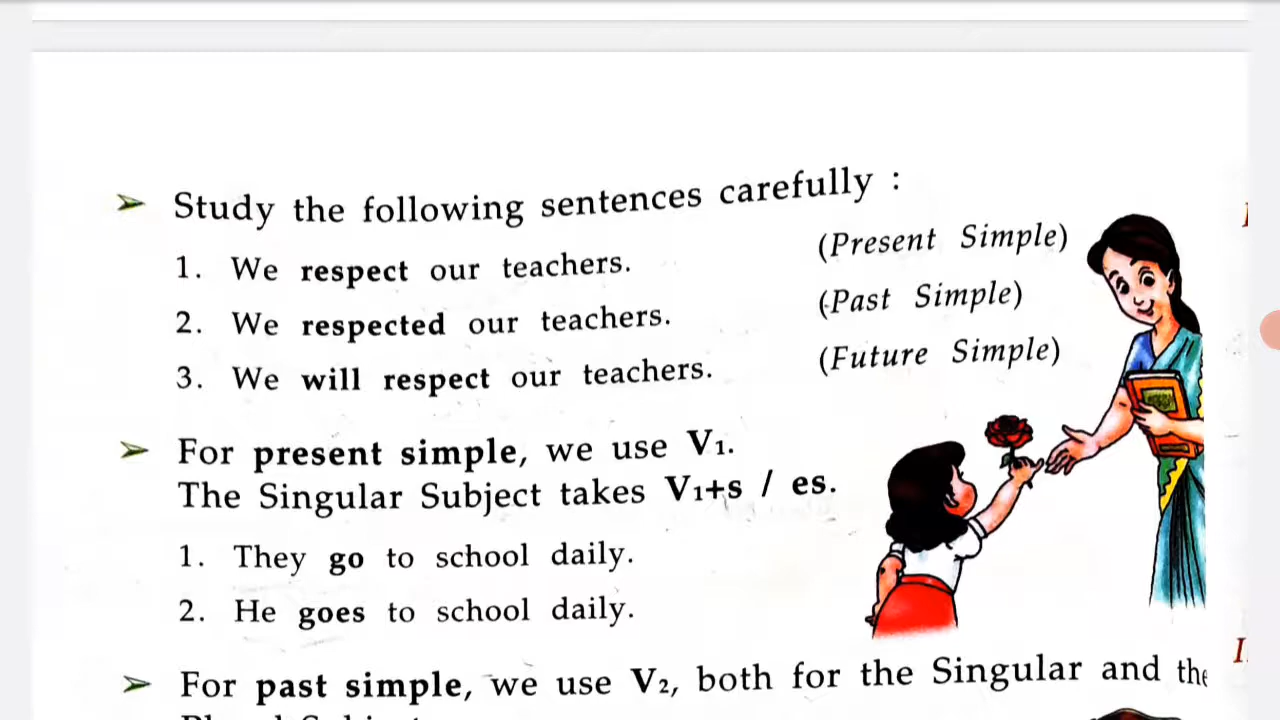 ➢ Study the following sentences carefully :
1. We respect our teachers. (Present Simple)
2. We respected our teachers. (Past Simple)
3. We will respect our teachers. (Future Simple)
➢ For present simple, we use V₁.
The Singular Subject takes V₁+s / es.
1. They go to school daily.
2. He goes to school daily.
➢ For past simple, we use V₂, both for the Singular and the